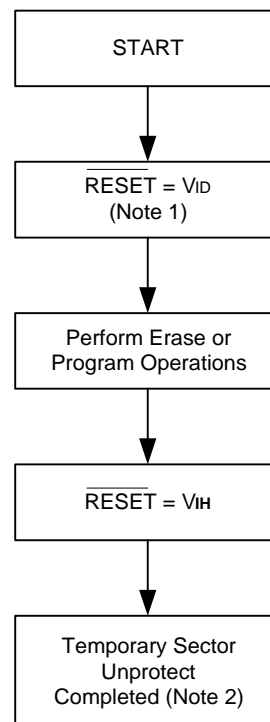 START
RESET = VID
(Note 1)
Perform Erase or
Program Operations
RESET = VIH
Temporary Sector
Unprotect
Completed (Note 2)